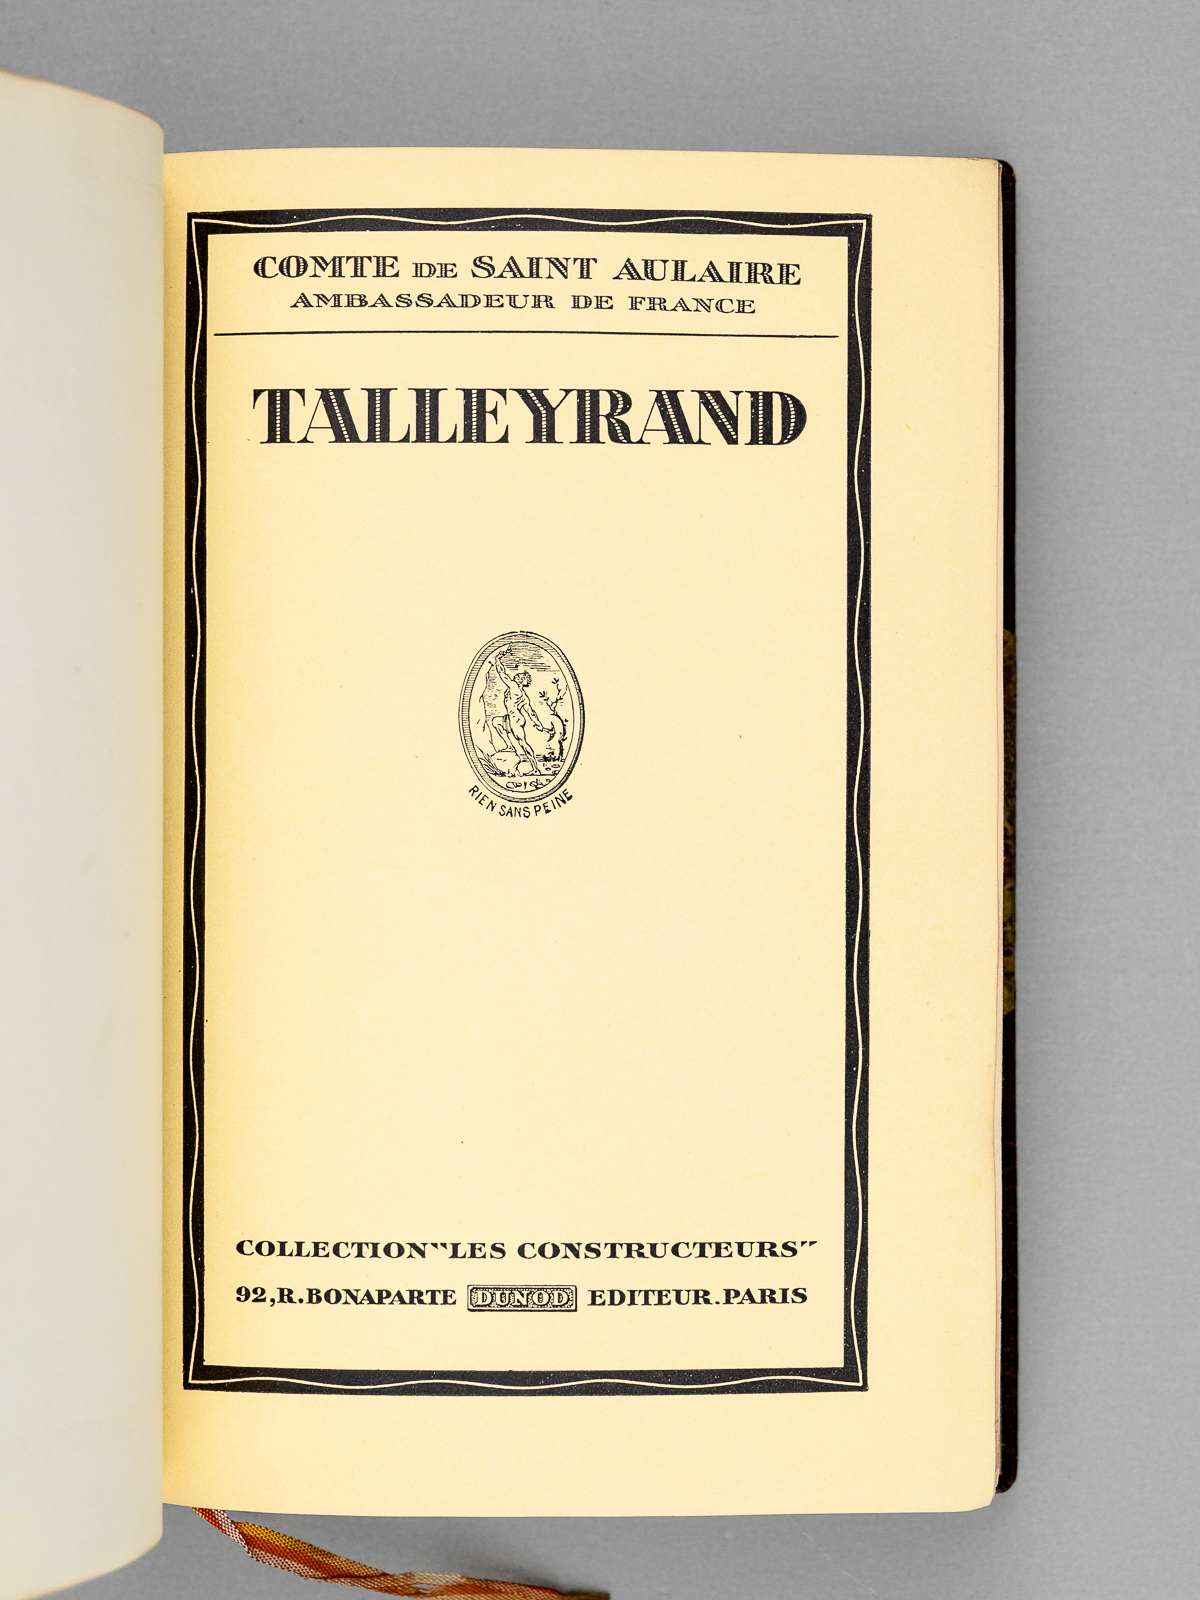 COMTE DE SAINT AULAIRE
AMBASSADEUR DE FRANCE
TALLEYRAND
RIEN SANS PEINE
COLLECTION "LES CONSTRUCTEURS"
92, R. BONAPARTE DUNOD EDITEUR. PARIS